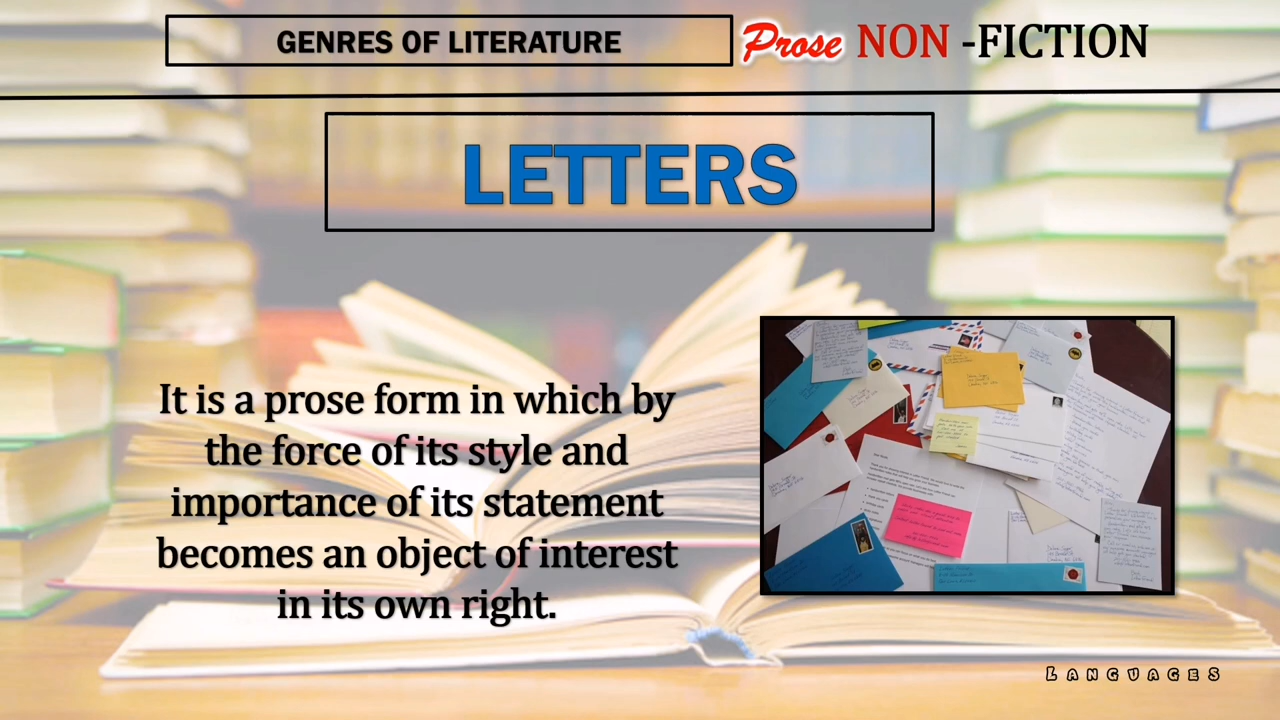 GENRES OF LITERATURE
Prose NON -FICTION
LETTERS
It is a prose form in which by
the force of its style and
importance of its statement
becomes an object of interest
in its own right.
LANGUAGES